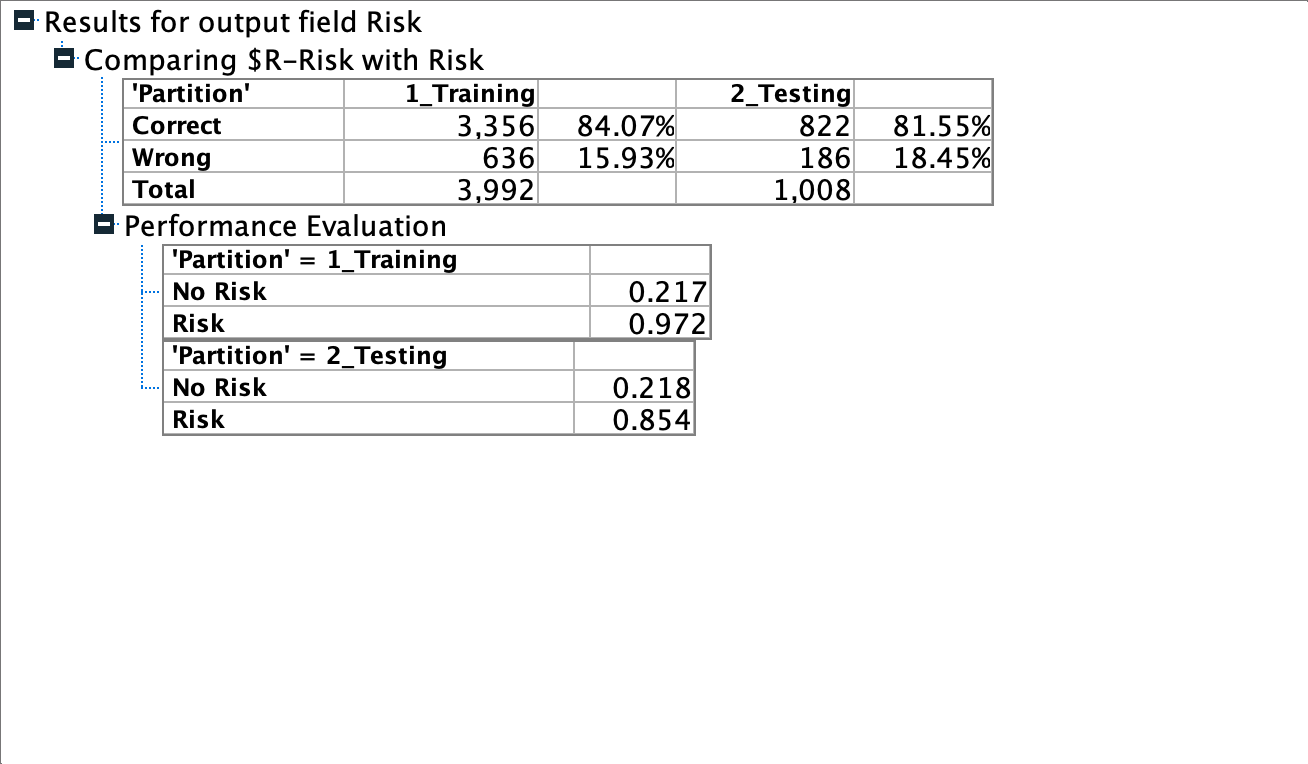 Results for output field Risk
Comparing $R-Risk with Risk
'Partition' 1_Training 2_Testing
Correct 3,356 84.07% 822 81.55%
Wrong 636 15.93% 186 18.45%
Total 3,992 1,008
Performance Evaluation
'Partition' = 1_Training
No Risk 0.217
Risk 0.972
'Partition' = 2_Testing
No Risk 0.218
Risk 0.854